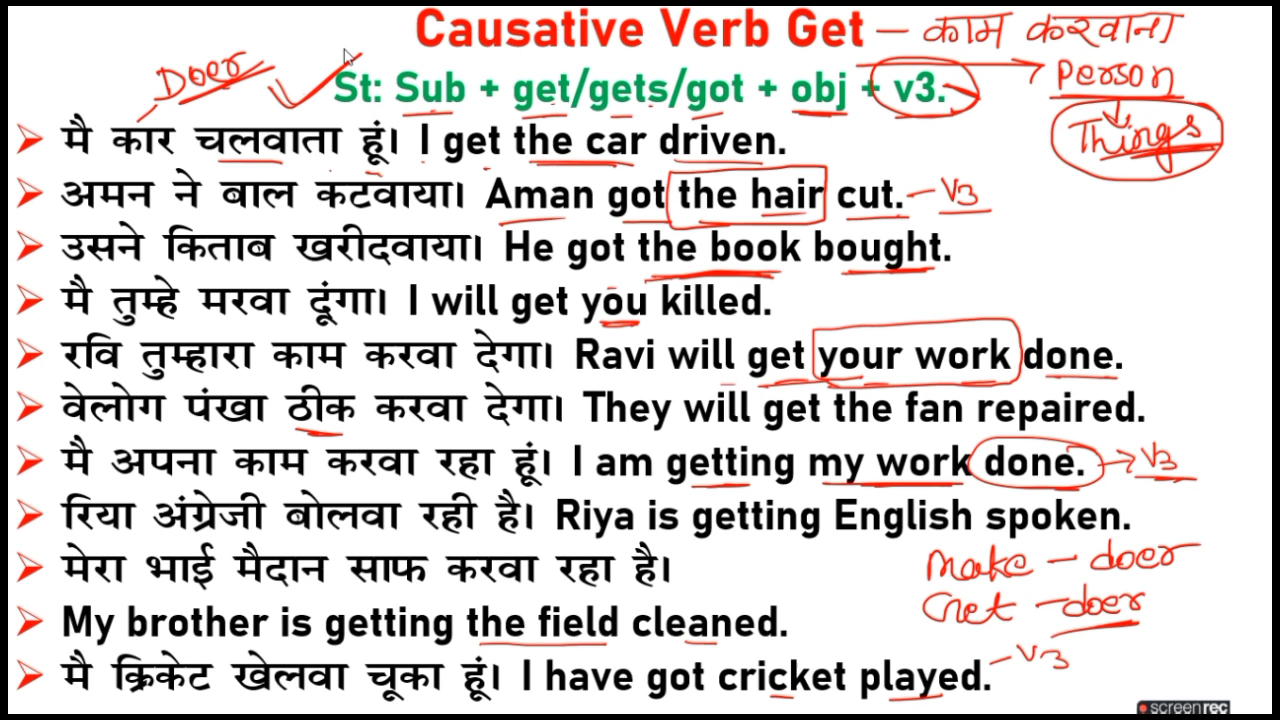 Causative Verb Get – काम करवाना
Doer
St: Sub + get/gets/got + obj + v3.
Person
Things
➢ मै कार चलवाता हूं। I get the car driven.
➢ अमन ने बाल कटवाया। Aman got the hair cut. – V3
➢ उसने किताब खरीदवाया। He got the book bought.
➢ मै तुम्हे मरवा दूंगा। I will get you killed.
➢ रवि तुम्हारा काम करवा देगा। Ravi will get your work done.
➢ वेलोग पंखा ठीक करवा देगा। They will get the fan repaired.
➢ मै अपना काम करवा रहा हूं। I am getting my work done. → V3
➢ रिया अंग्रेजी बोलवा रही है। Riya is getting English spoken.
➢ मेरा भाई मैदान साफ करवा रहा है।
Make – doer
Get – doer
➢ My brother is getting the field cleaned.
➢ मै क्रिकेट खेलवा चूका हूं। I have got cricket played. – V3
screenrec